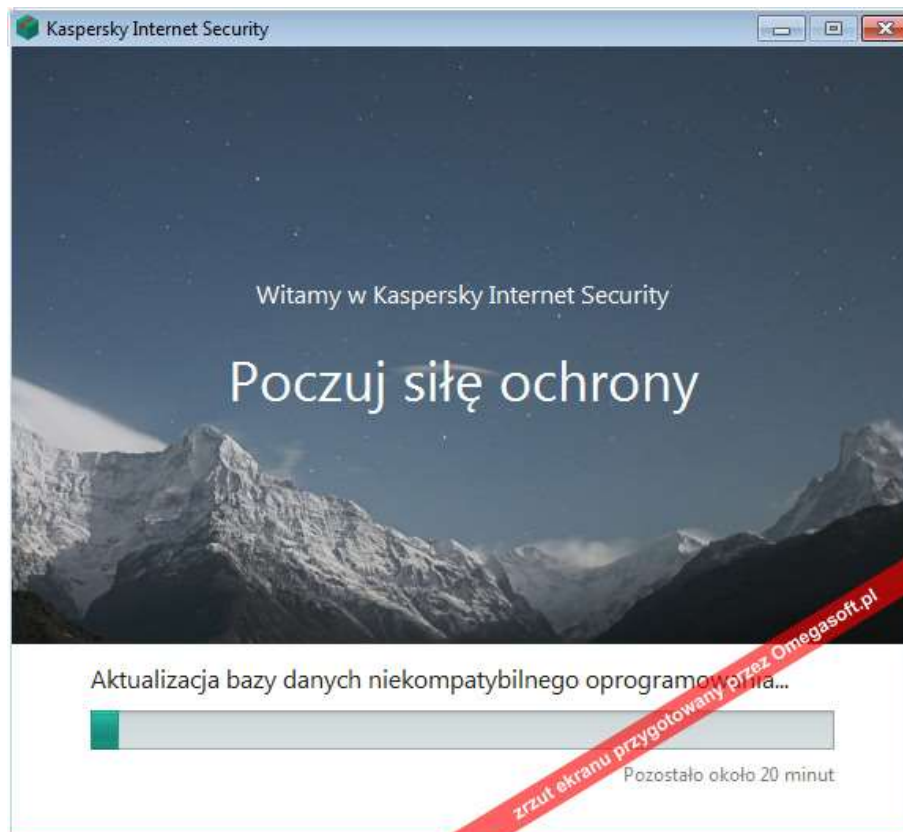 Kaspersky Internet Security
Witamy w Kaspersky Internet Security
Poczuj siłę ochrony
Aktualizacja bazy danych niekompatybilnego oprogramowania...
Pozostało około 20 minut
zrzut ekranu przygotowany przez Omegasoft.pl